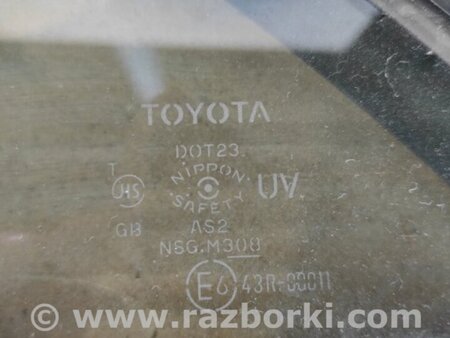 TOYOTA
DOT23
T
NIPPON
SAFETY
JIS
UV
GB AS2
NSG.M308
E6 43R-00011
© www.razborki.com